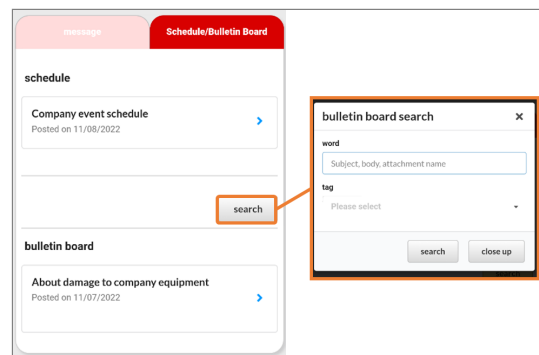 message
Schedule/Bulletin Board
schedule
Company event schedule
Posted on 11/08/2022
search
bulletin board
About damage to company equipment
Posted on 11/07/2022
bulletin board search
word
Subject, body, attachment name
tag
Please select
search
close up
search